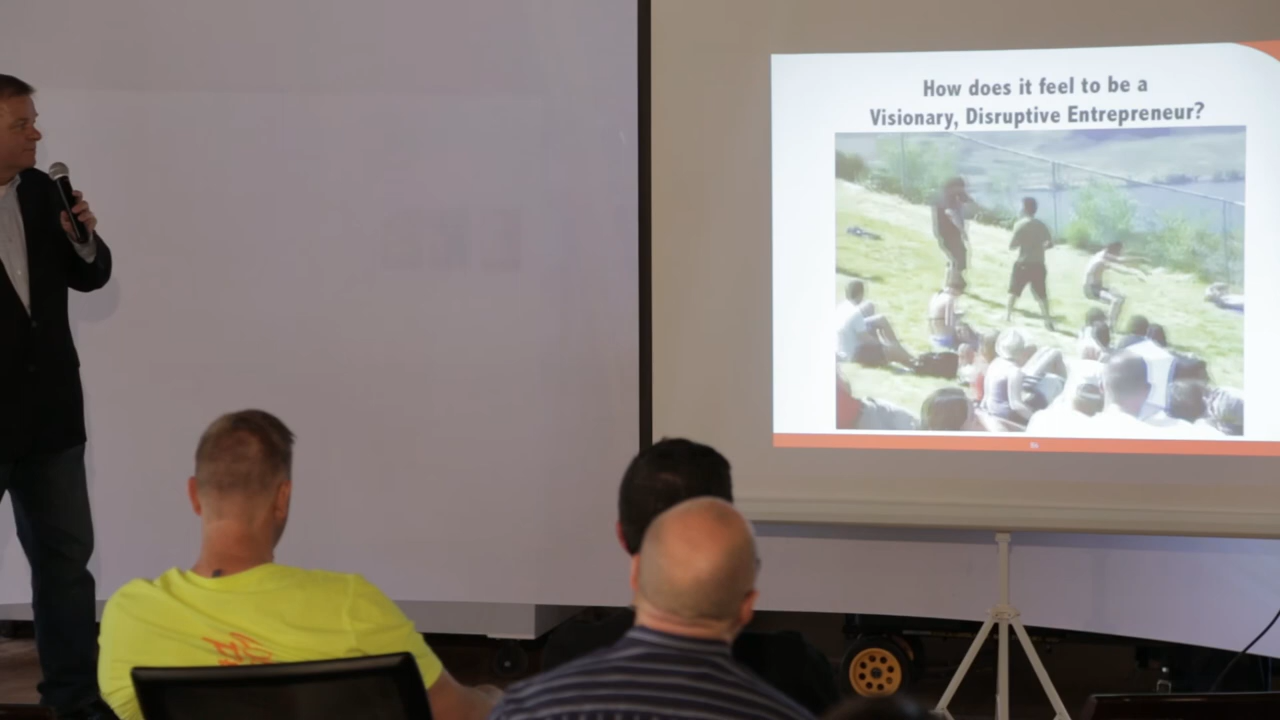 How does it feel to be a
Visionary, Disruptive Entrepreneur?